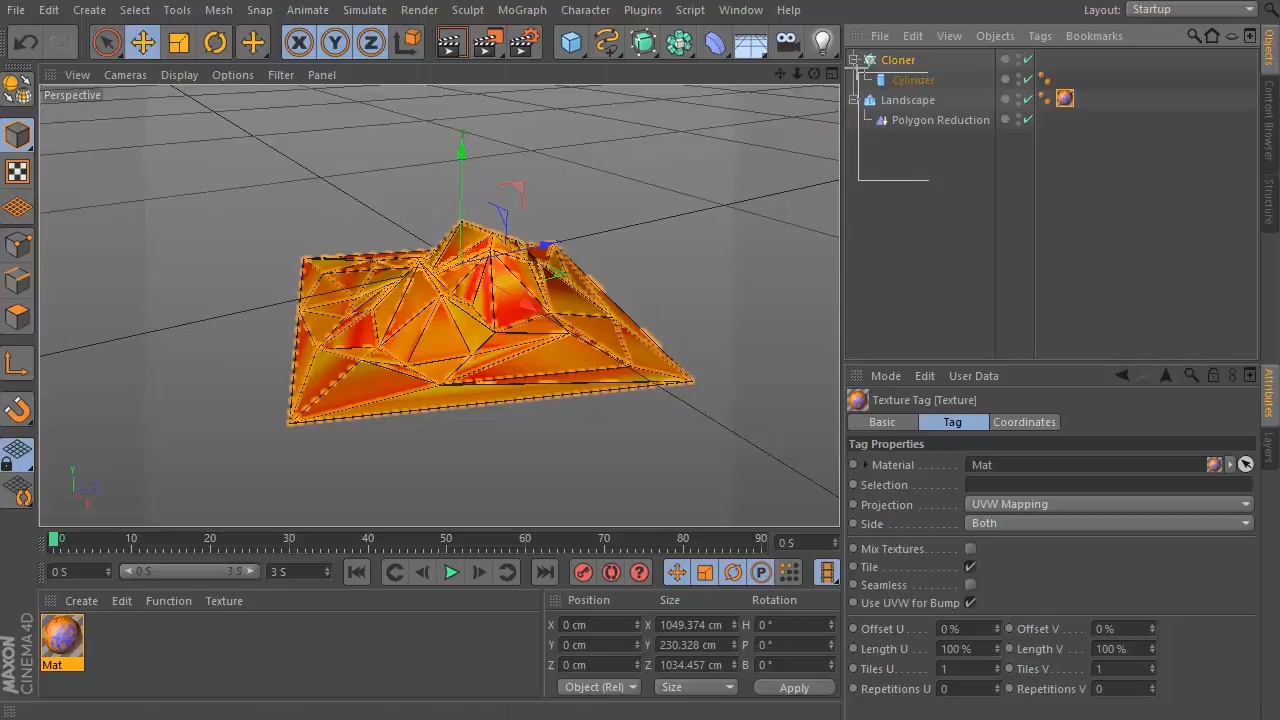 File Edit Create Select Tools Mesh Snap Animate Simulate Render Sculpt MoGraph Character Plugins Script Window Help Layout: Startup
File Edit View Objects Tags Bookmarks
View Cameras Display Options Filter Panel
Perspective
Cloner
Cylinder
Landscape
Polygon Reduction
Objects
Content Browser
Structure
Mode Edit User Data
Texture Tag [Texture]
Basic Tag Coordinates
Tag Properties
Material Mat
Selection
Projection UVW Mapping
Side Both
Mix Textures
Tile
Seamless
Use UVW for Bump
Offset U 0 % Offset V 0 %
Length U 100 % Length V 100 %
Tiles U 1 Tiles V 1
Repetitions U 0 Repetitions V 0
Attributes
Layers
0 10 20 30 40 50 60 70 80 90 0 S
0 S 0 S 3 S 3 S
Create Edit Function Texture
Mat
Position Size Rotation
X 0 cm X 1049.374 cm H 0 °
Y 0 cm Y 230.328 cm P 0 °
Z 0 cm Z 1034.457 cm B 0 °
Object (Rel) Size Apply
MAXON
CINEMA 4D